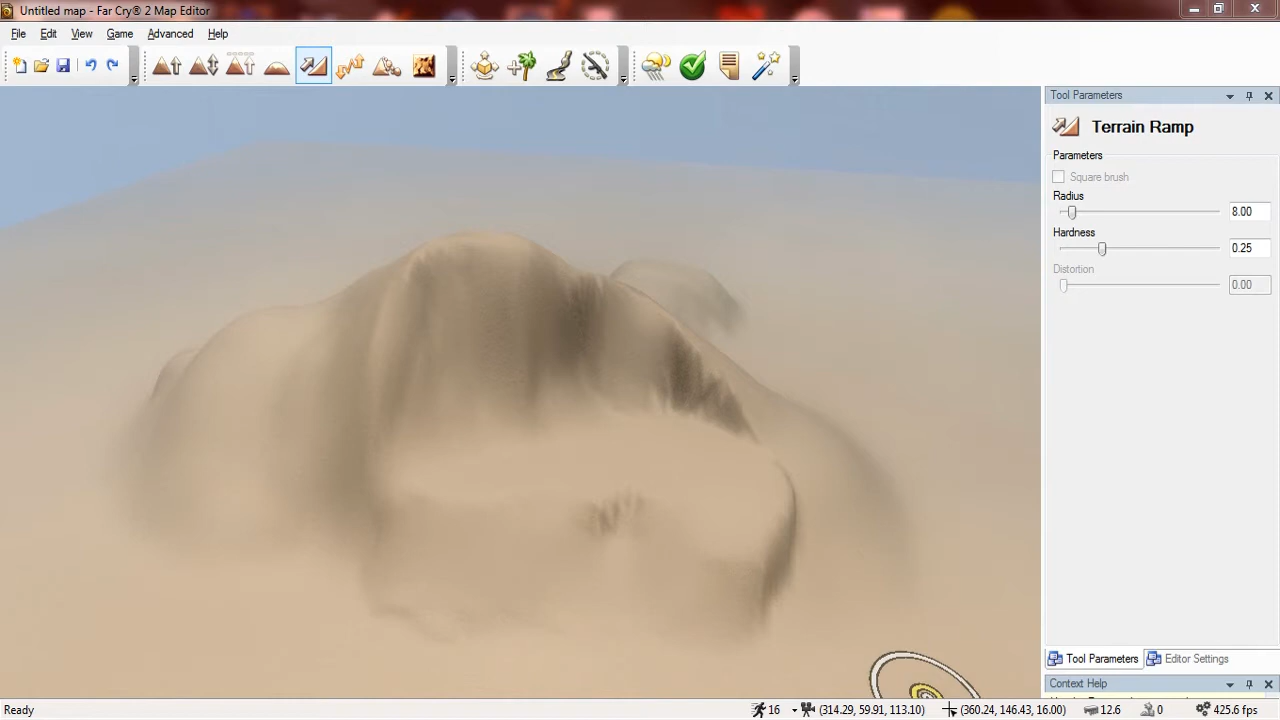 Untitled map - Far Cry® 2 Map Editor
File Edit View Game Advanced Help
Tool Parameters
Terrain Ramp
Parameters
Square brush
Radius
8.00
Hardness
0.25
Distortion
0.00
Tool Parameters Editor Settings
Context Help
Ready 16 (314.29, 59.91, 113.10) (360.24, 146.43, 16.00) 12.6 0 425.6 fps